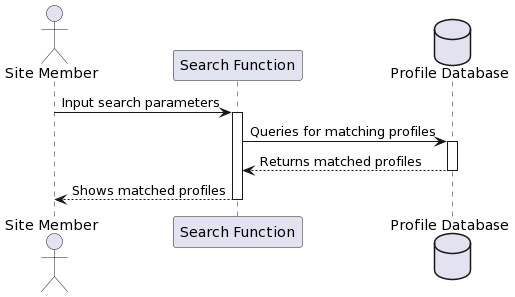 Site Member
Search Function
Profile Database
Input search parameters
Queries for matching profiles
Returns matched profiles
Shows matched profiles
Site Member
Search Function
Profile Database